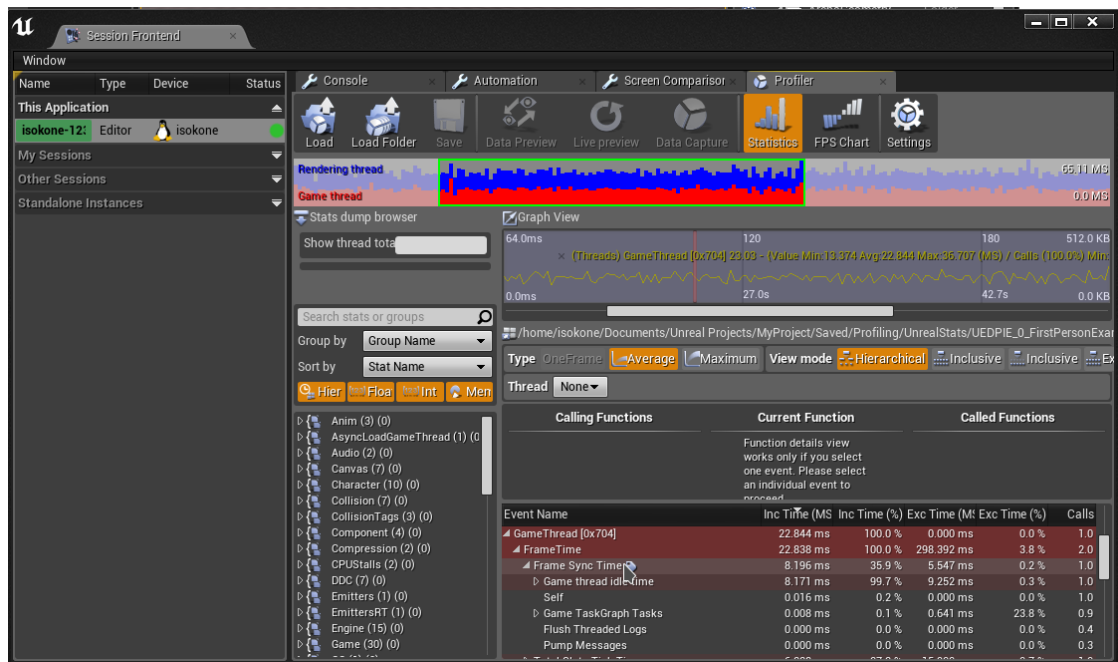 Session Frontend
Window
Name Type Device Status
This Application
isokone-12: Editor isokone
My Sessions
Other Sessions
Standalone Instances
Console Automation Screen Comparisor Profiler
Load Load Folder Save Data Preview Live preview Data Capture Statistics FPS Chart Settings
Rendering thread 65.11 MS
Game thread 0.0 MS
Stats dump browser
Show thread tota
Search stats or groups
Group by Group Name
Sort by Stat Name
Hier Floa Int Men
Anim (3) (0)
AsyncLoadGameThread (1) (0
Audio (2) (0)
Canvas (7) (0)
Character (10) (0)
Collision (7) (0)
CollisionTags (3) (0)
Component (4) (0)
Compression (2) (0)
CPUStalls (2) (0)
DDC (7) (0)
Emitters (1) (0)
EmittersRT (1) (0)
Engine (15) (0)
Game (30) (0)
Graph View
64.0ms 120 180 512.0 KB
(Threads) GameThread [0x704] 23.03 - (Value Min:13.374 Avg:22.844 Max:36.707 (MS) / Calls (100.0%) Min:
0.0ms 27.0s 42.7s 0.0 KB
/home/isokone/Documents/Unreal Projects/MyProject/Saved/Profiling/UnrealStats/UEDPIE_0_FirstPersonExa
Type OneFrame Average Maximum View mode Hierarchical Inclusive Inclusive Ex
Thread None
Calling Functions Current Function Called Functions
Function details view
works only if you select
one event. Please select
an individual event to
proceed
Event Name Inc Time (MS Inc Time (%) Exc Time (M Exc Time (%) Calls
GameThread [0x704] 22.844 ms 100.0 % 0.000 ms 0.0 % 1.0
FrameTime 22.838 ms 100.0 % 298.392 ms 3.8 % 2.0
Frame Sync Time 8.196 ms 35.9 % 5.547 ms 0.2 % 1.0
Game thread idle time 8.171 ms 99.7 % 9.252 ms 0.3 % 1.0
Self 0.016 ms 0.2 % 0.000 ms 0.0 % 1.0
Game TaskGraph Tasks 0.008 ms 0.1 % 0.641 ms 23.8 % 0.9
Flush Threaded Logs 0.000 ms 0.0 % 0.000 ms 0.0 % 0.4
Pump Messages 0.000 ms 0.0 % 0.000 ms 0.0 % 0.3